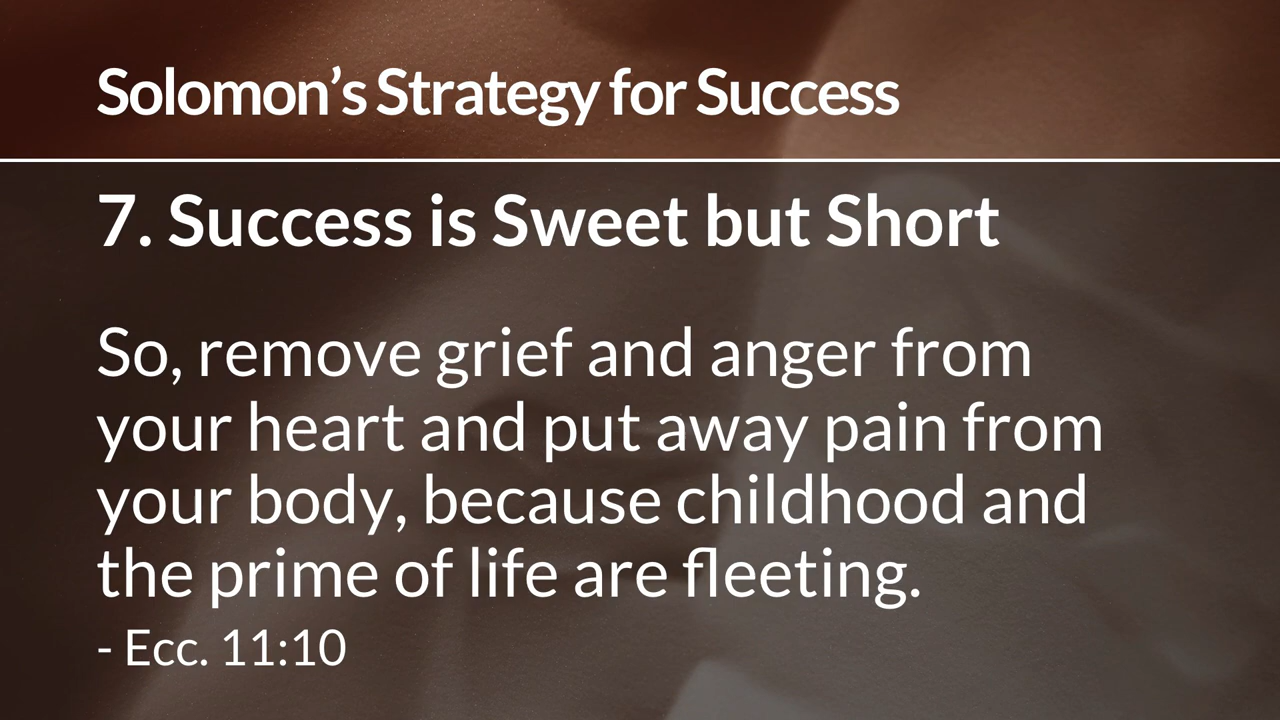 Solomon’s Strategy for Success
7. Success is Sweet but Short
So, remove grief and anger from
your heart and put away pain from
your body, because childhood and
the prime of life are fleeting.
- Ecc. 11:10